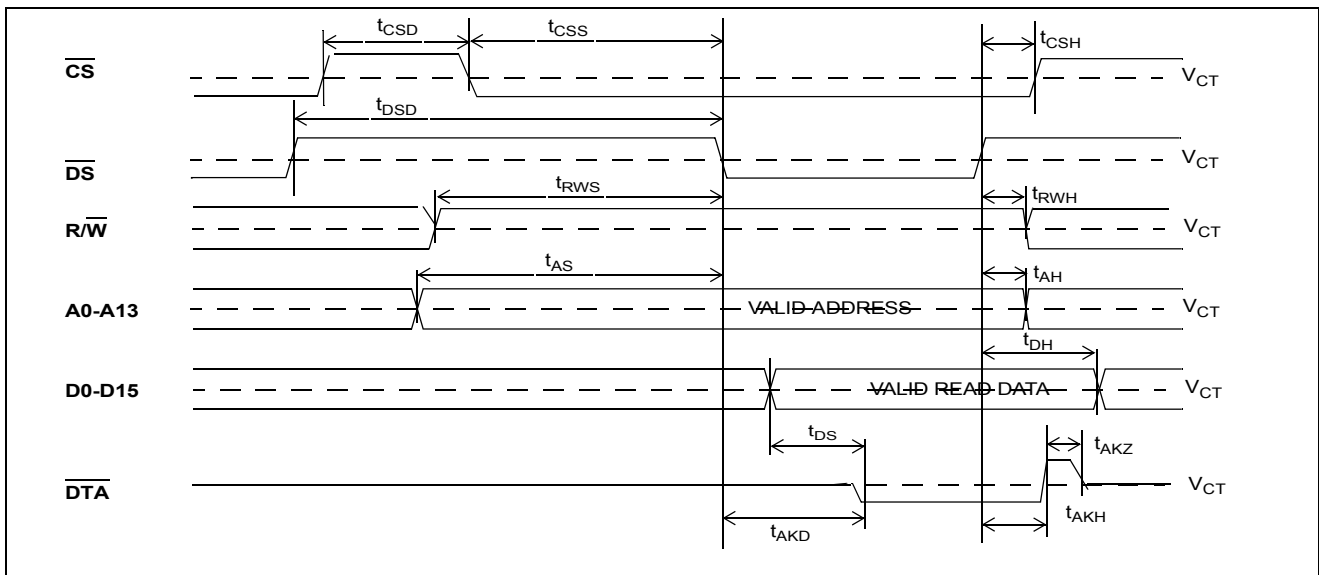 tCSD
tCSS
tCSH
CS
VCT
tDSD
DS
VCT
tRWS
tRWH
R/W
VCT
tAS
tAH
A0-A13
VALID ADDRESS
VCT
tDH
D0-D15
VALID READ DATA
VCT
tDS
tAKZ
DTA
VCT
tAKD
tAKH